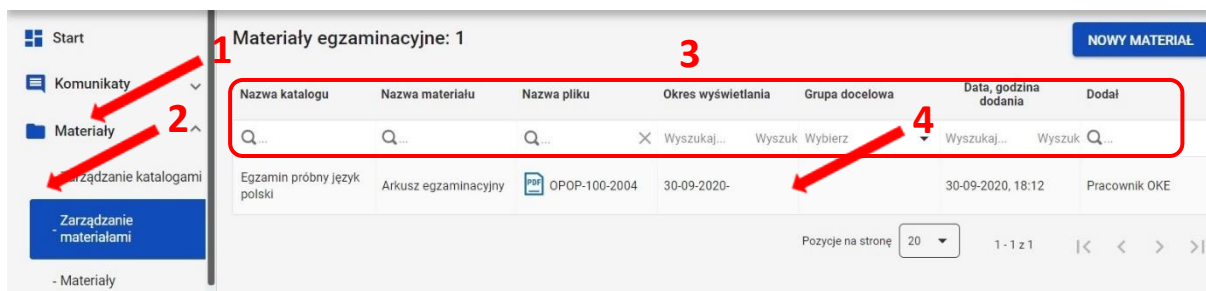 Start
Komunikaty
Materiały
- Zarządzanie katalogami
- Zarządzanie
materiałami
- Materiały
1
2
Materiały egzaminacyjne: 1
NOWY MATERIAŁ
3
Nazwa katalogu Nazwa materiału Nazwa pliku Okres wyświetlania Grupa docelowa Data, godzina
dodania Dodał
... ... ... Wyszukaj... Wyszuk Wybierz Wyszukaj... Wyszuk ...
4
Egzamin próbny język
polski Arkusz egzaminacyjny PDF OPOP-100-2004 30-09-2020- 30-09-2020, 18:12 Pracownik OKE
Pozycje na stronę 20 1 - 1 z 1